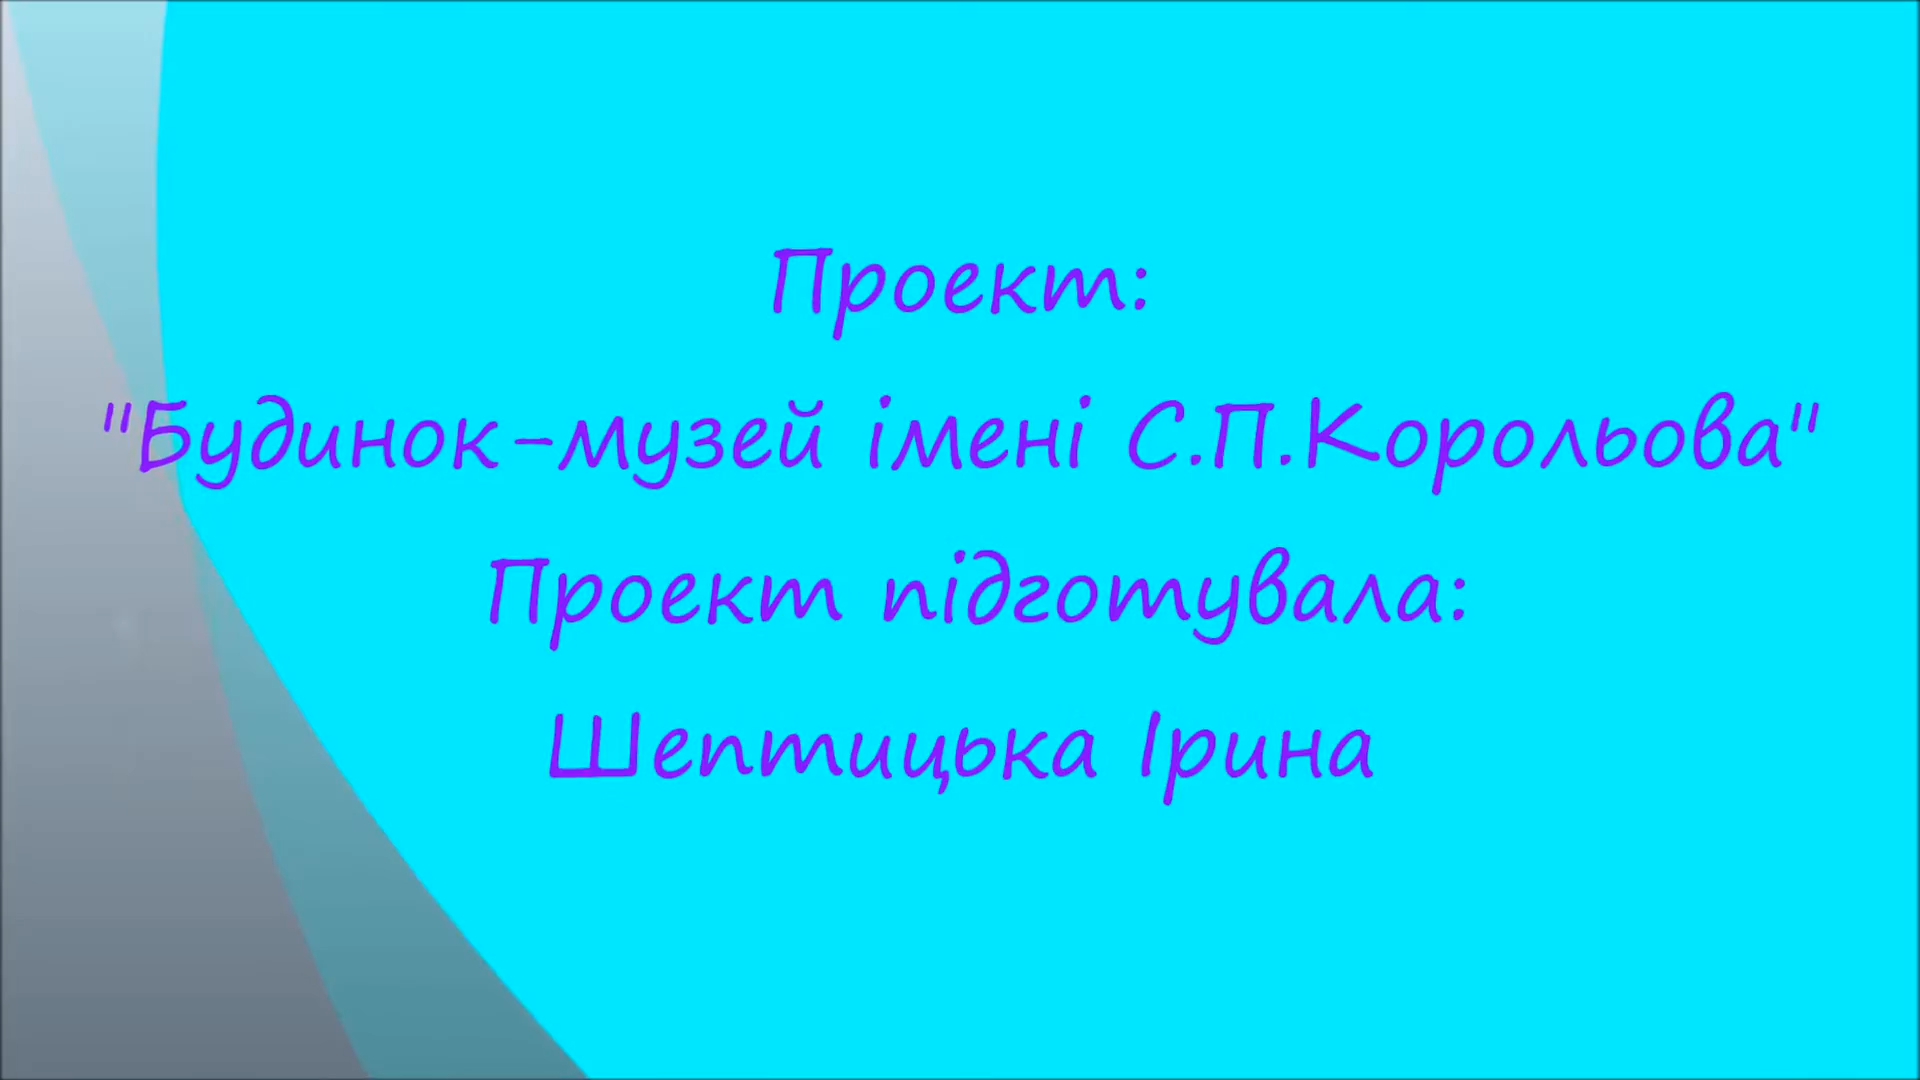 Проект:
"Будинок-музей імені С.П.Корольова"
Проект підготувала:
Шептицька Ірина